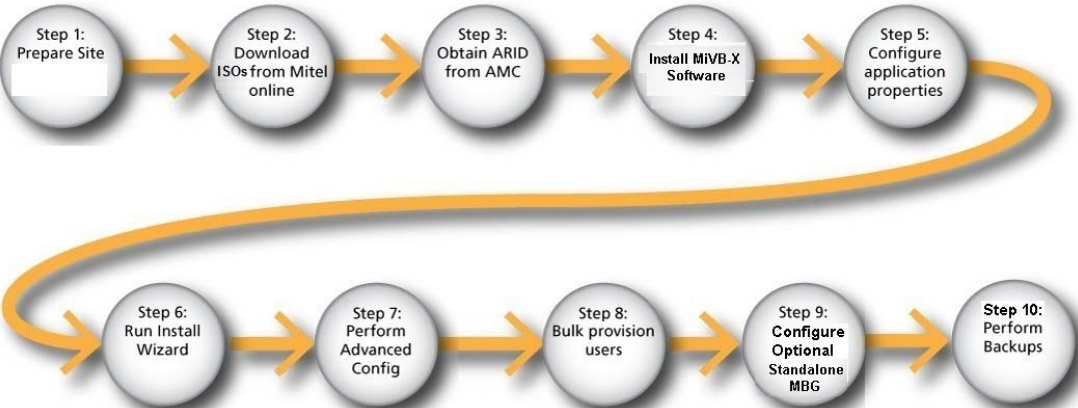 Step 1:
Prepare Site
Step 2:
Download
ISOs from Mitel
online
Step 3:
Obtain ARID
from AMC
Step 4:
Install MiVB-X
Software
Step 5:
Configure
application
properties
Step 6:
Run Install
Wizard
Step 7:
Perform
Advanced
Config
Step 8:
Bulk provision
users
Step 9:
Configure
Optional
Standalone
MBG
Step 10:
Perform
Backups